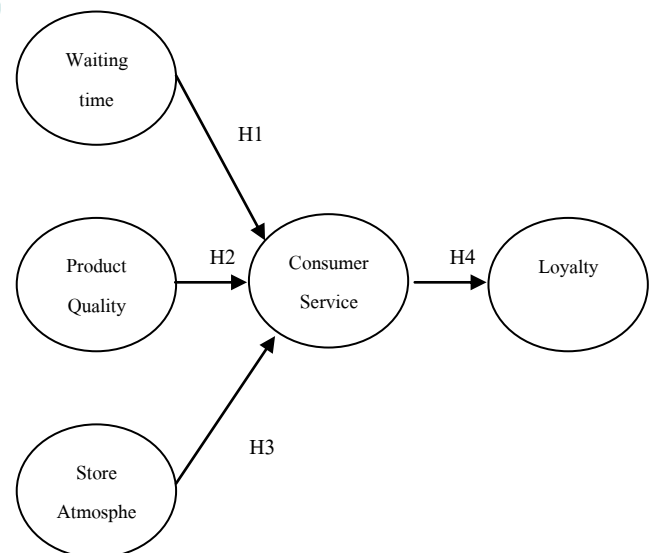 Waiting
time
H1
Product
Quality
H2
Consumer
Service
H4
Loyalty
H3
Store
Atmosphe